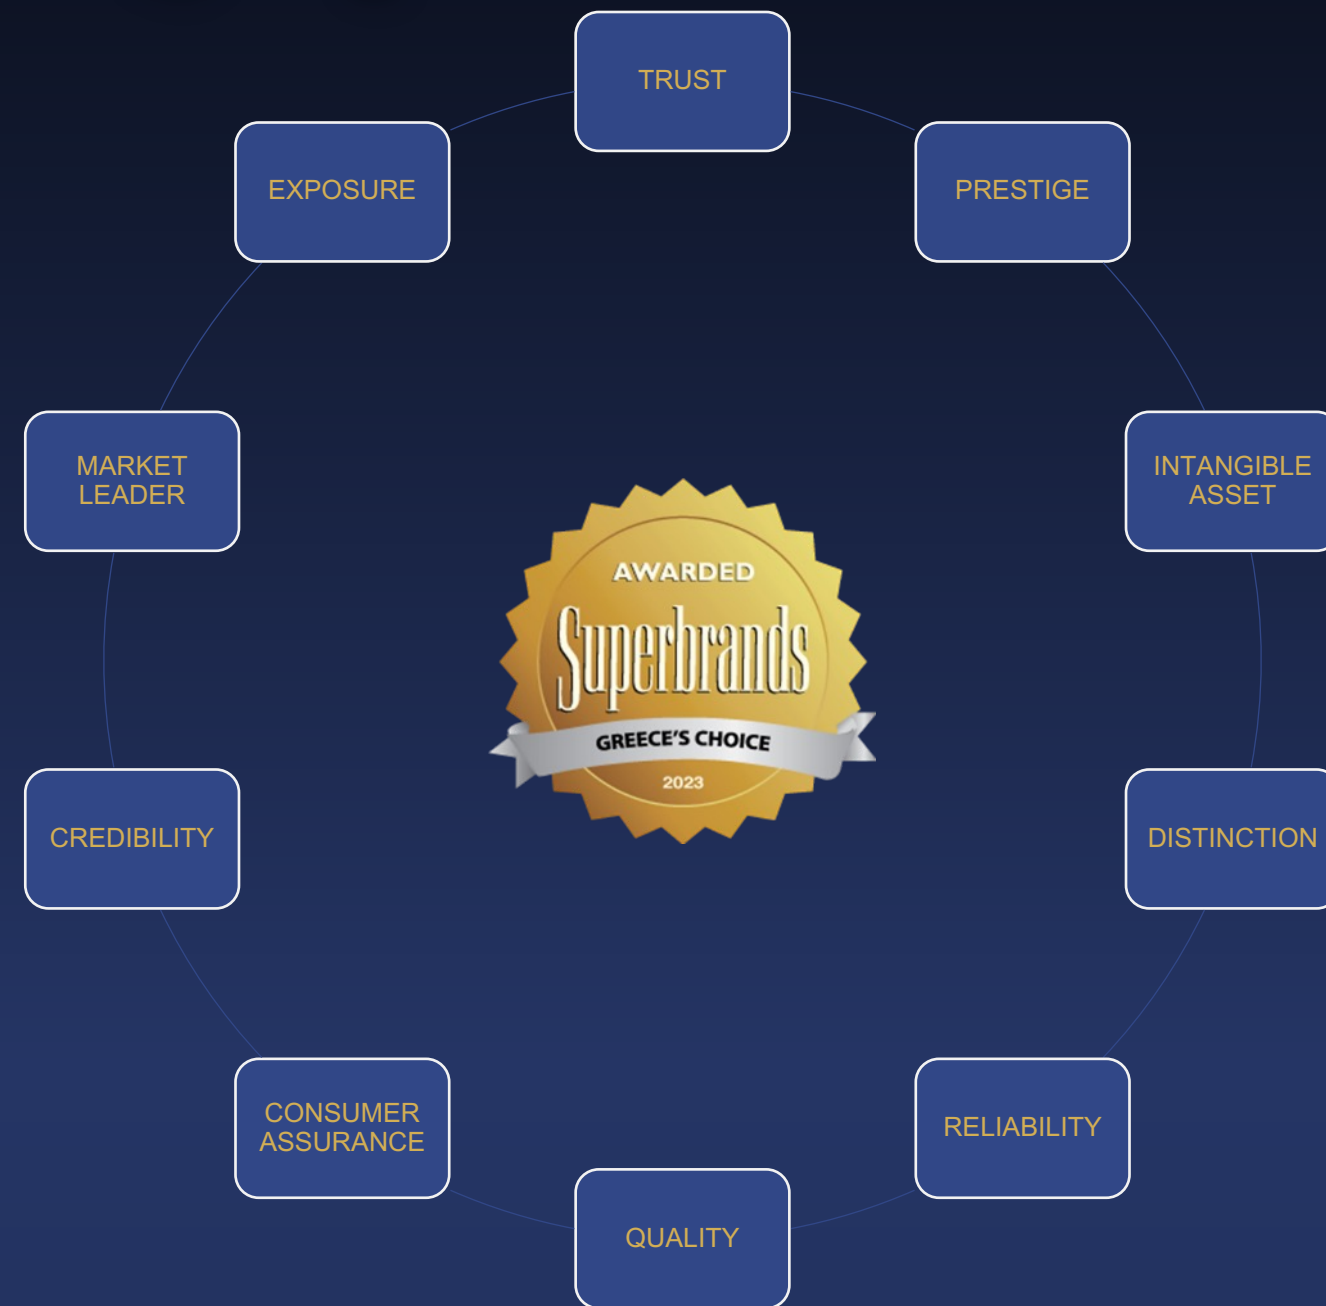 TRUST
EXPOSURE
PRESTIGE
MARKET
LEADER
INTANGIBLE
ASSET
AWARDED
Superbrands
GREECE'S CHOICE
2023
CREDIBILITY
DISTINCTION
CONSUMER
ASSURANCE
RELIABILITY
QUALITY